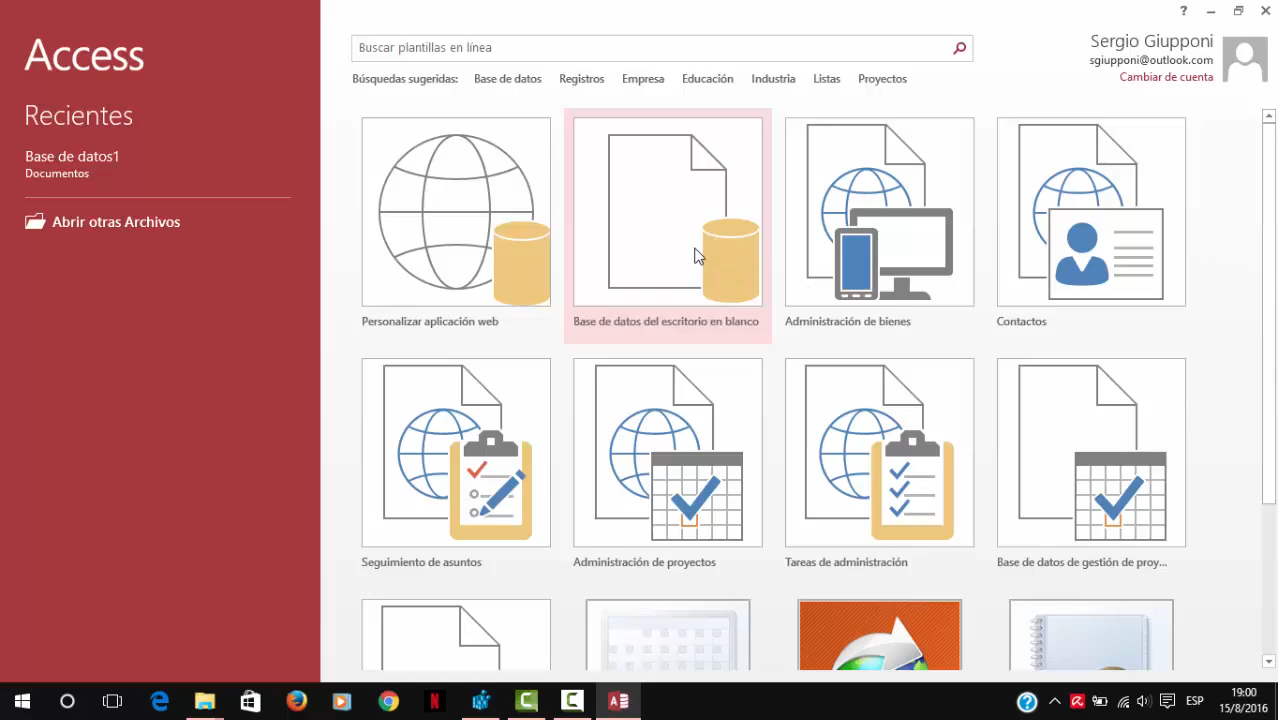 ?
Access
Recientes
Base de datos1
Documentos
Abrir otras Archivos
Buscar plantillas en línea
Búsquedas sugeridas: Base de datos Registros Empresa Educación Industria Listas Proyectos
Sergio Giupponi
sgiupponi@outlook.com
Cambiar de cuenta
Personalizar aplicación web
Base de datos del escritorio en blanco
Administración de bienes
Contactos
Seguimiento de asuntos
Administración de proyectos
Tareas de administración
Base de datos de gestión de proy...
ESP
19:00
15/8/2016